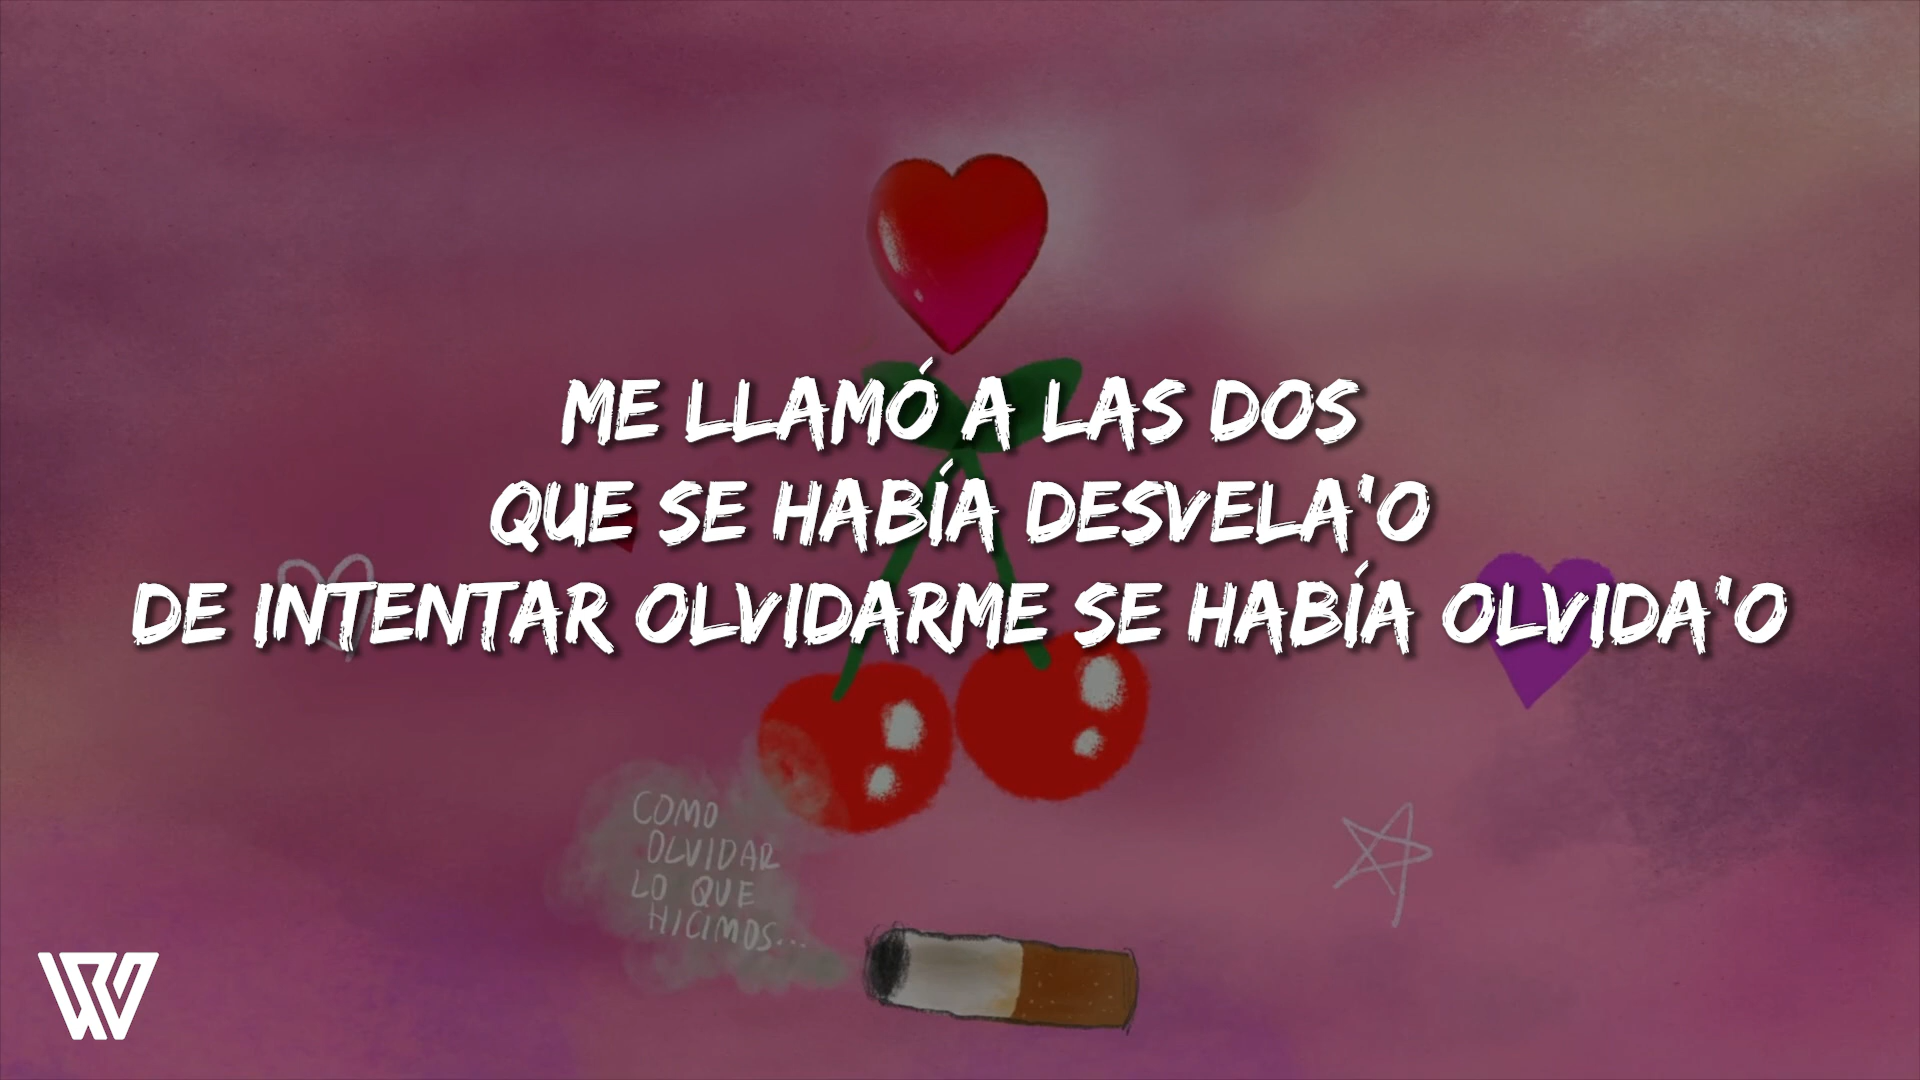 ME LLAMÓ A LAS DOS
QUE SE HABÍA DESVELA'O
DE INTENTAR OLVIDARME SE HABÍA OLVIDA'O
COMO
OLVIDAR
LO QUE
HICIMOS...